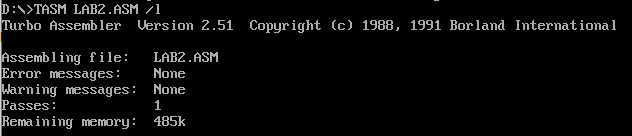 D:\>TASM LAB2.ASM /l
Turbo Assembler  Version 2.51  Copyright (c) 1988, 1991 Borland International
Assembling file:   LAB2.ASM
Error messages:    None
Warning messages:  None
Passes:            1
Remaining memory:  485k